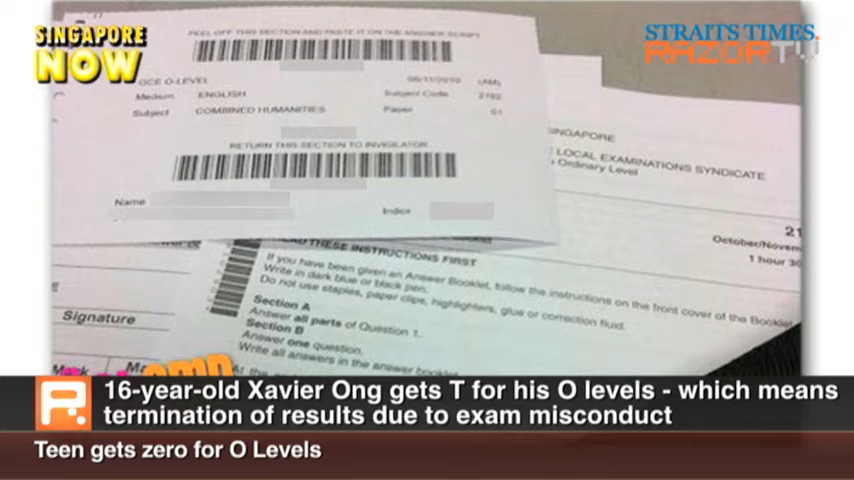 SINGAPORE
NOW
STRAITS TIMES
RAZORTV
PEEL OFF THIS SECTION AND PASTE IT ON THE ANSWER SCRIPT
GCE O-LEVEL
(AM)
Medium ENGLISH Subject Code
Subject COMBINED HUMANITIES Paper 01
RETURN THIS SECTION TO INVIGILATOR
Name
Index
SINGAPORE
LOCAL EXAMINATIONS SYNDICATE
Ordinary Level
21
October/Novem
1 hour 30
THESE INSTRUCTIONS FIRST
If you have been given an Answer Booklet, follow the instructions on the front cover of the Booklet
Write in dark blue or black pen.
Do not use staples, paper clips, highlighters, glue or correction fluid.
Section A
Answer all parts of Question 1.
Section B
Answer one question.
Write all answers in the answer booklet
Signature
16-year-old Xavier Ong gets T for his O levels - which means
termination of results due to exam misconduct
Teen gets zero for O Levels